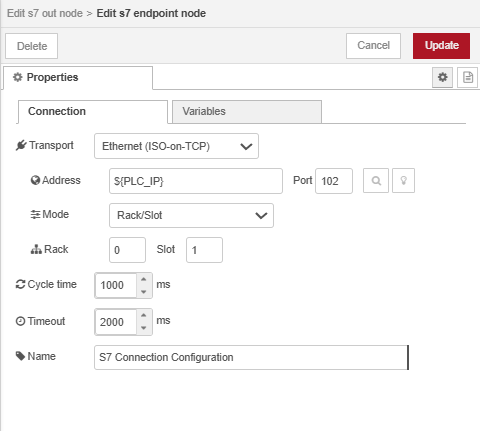 Edit s7 out node > Edit s7 endpoint node
Delete Cancel Update
Properties
Connection Variables
Transport Ethernet (ISO-on-TCP)
Address ${PLC_IP} Port 102
Mode Rack/Slot
Rack 0 Slot 1
Cycle time 1000 ms
Timeout 2000 ms
Name S7 Connection Configuration